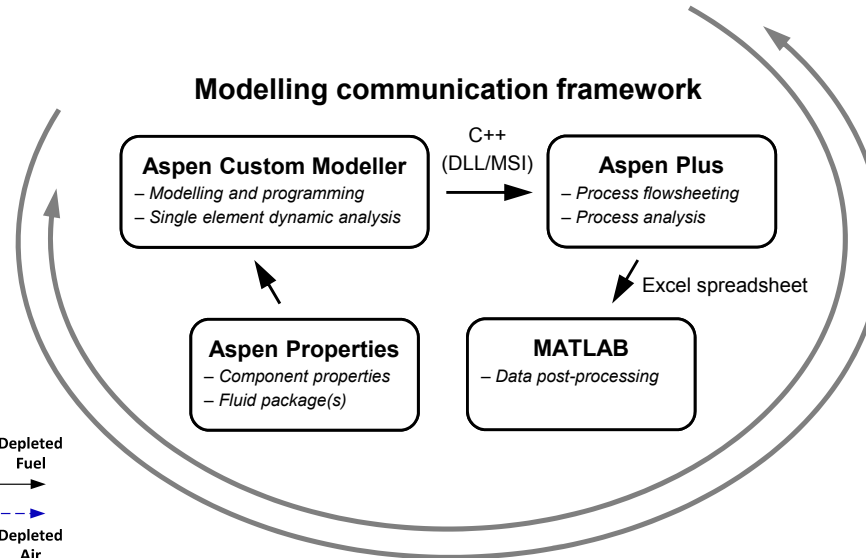 Modelling communication framework
Aspen Custom Modeller
– Modelling and programming
– Single element dynamic analysis
C++
(DLL/MSI)
Aspen Plus
– Process flowsheeting
– Process analysis
Excel spreadsheet
Aspen Properties
– Component properties
– Fluid package(s)
MATLAB
– Data post-processing
Depleted
Fuel
Depleted
Air